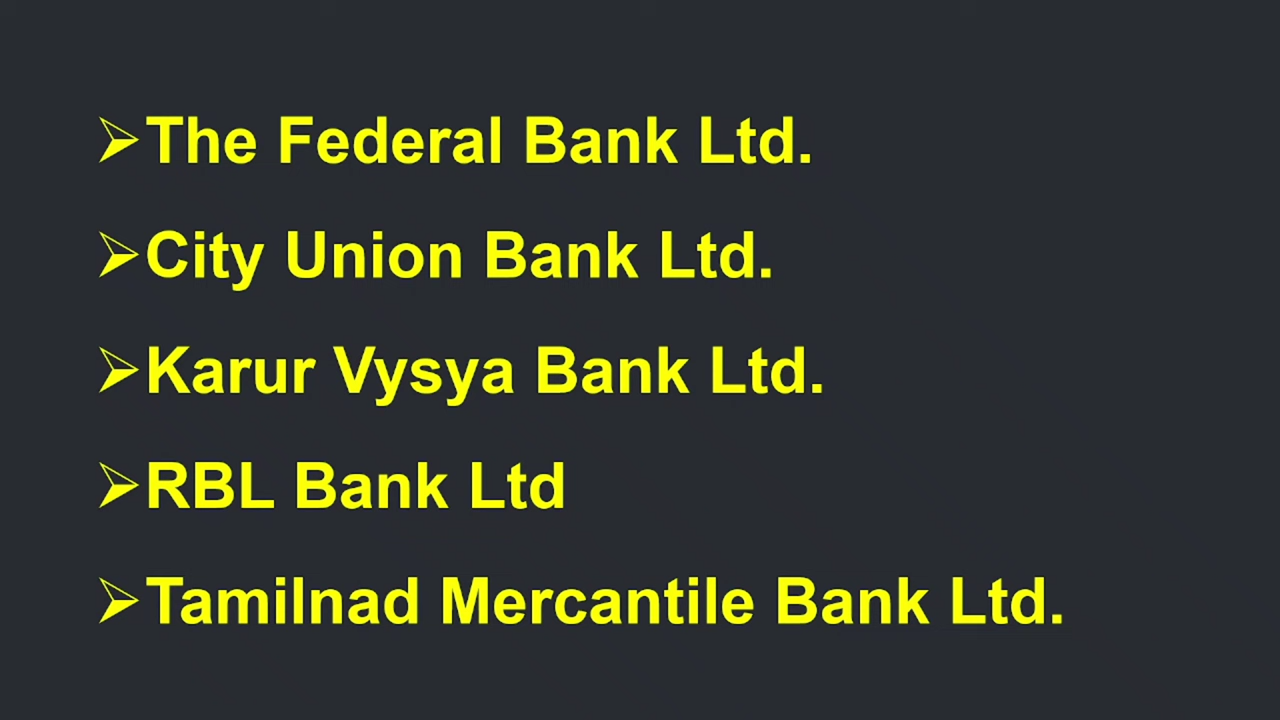 ➢The Federal Bank Ltd.
➢City Union Bank Ltd.
➢Karur Vysya Bank Ltd.
➢RBL Bank Ltd
➢Tamilnad Mercantile Bank Ltd.